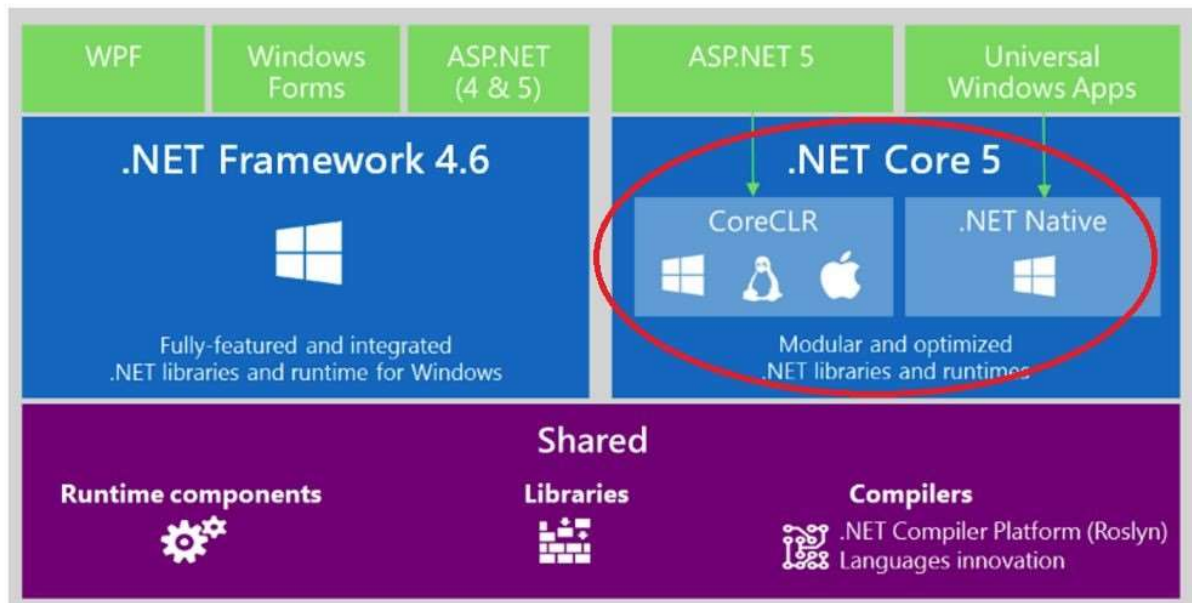 WPF
Windows
Forms
ASP.NET
(4 & 5)
ASP.NET 5
Universal
Windows Apps
.NET Framework 4.6
Fully-featured and integrated
.NET libraries and runtime for Windows
.NET Core 5
CoreCLR
.NET Native
Modular and optimized
.NET libraries and runtimes
Shared
Runtime components
Libraries
Compilers
.NET Compiler Platform (Roslyn)
Languages innovation